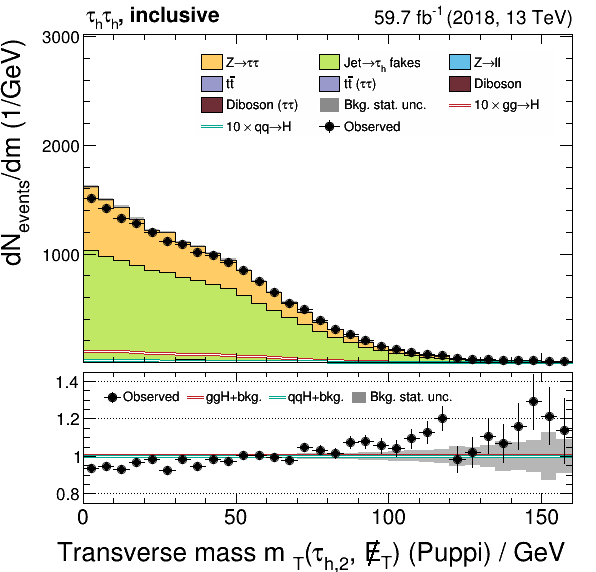 τhτh, inclusive 59.7 fb⁻¹ (2018, 13 TeV)
dNevents/dm (1/GeV)
3000
2000
1000
Z→ττ Jet→τh fakes Z→ll
tt̄ tt̄ (ττ) Diboson
Diboson (ττ) Bkg. stat. unc. 10 × gg→H
10 × qq→H Observed
1.4
1.2
1
0.8
Observed ggH+bkg. qqH+bkg. Bkg. stat. unc.
0 50 100 150
Transverse mass m T(τh,2, E̸T) (Puppi) / GeV